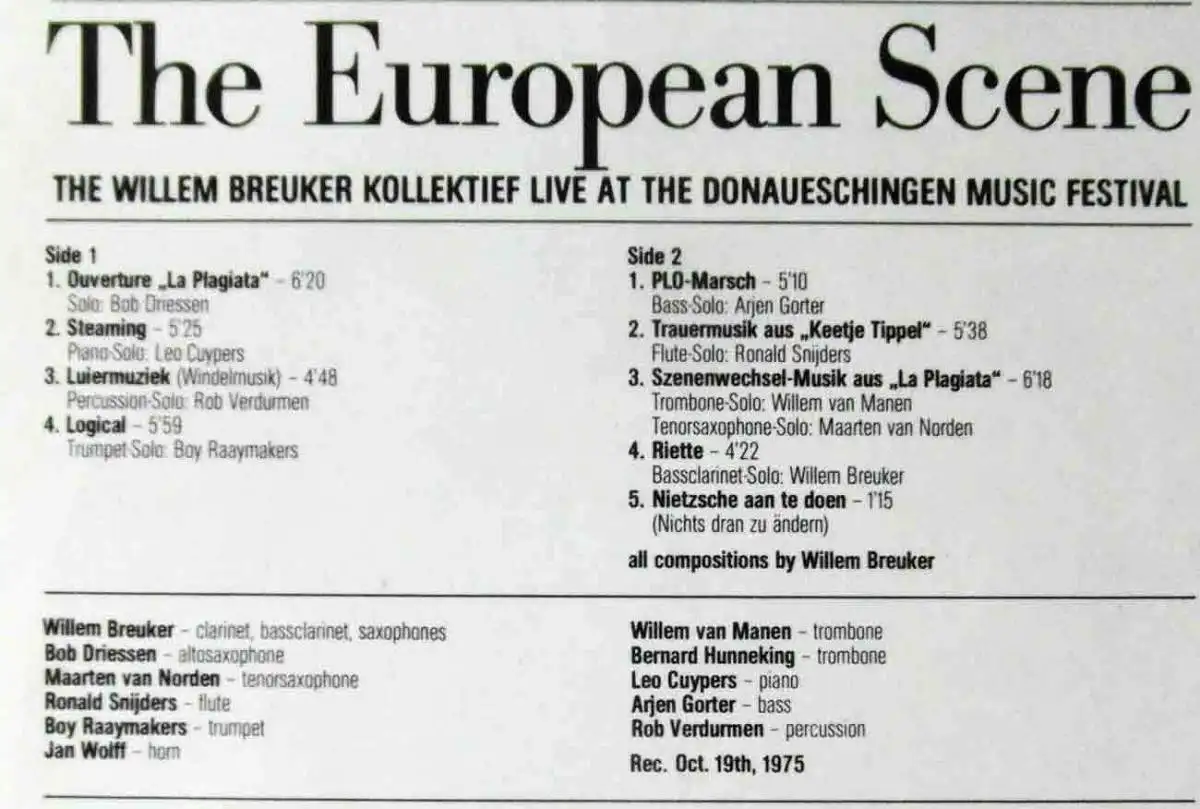 The European Scene
THE WILLEM BREUKER KOLLEKTIEF LIVE AT THE DONAUESCHINGEN MUSIC FESTIVAL
Side 1
1. Ouverture „La Plagiata“ – 6'20
Solo: Bob Driessen
2. Steaming – 5'25
Piano-Solo: Leo Cuypers
3. Luiermuziek (Windelmusik) – 4'48
Percussion-Solo: Rob Verdurmen
4. Logical – 5'59
Trumpet-Solo: Boy Raaymakers
Side 2
1. PLO-Marsch – 5'10
Bass-Solo: Arjen Gorter
2. Trauermusik aus „Keetje Tippel“ – 5'38
Flute-Solo: Ronald Snijders
3. Szenenwechsel-Musik aus „La Plagiata“ – 6'18
Trombone-Solo: Willem van Manen
Tenorsaxophone-Solo: Maarten van Norden
4. Riette – 4'22
Bassclarinet-Solo: Willem Breuker
5. Nietzsche aan te doen – 1'15
(Nichts dran zu ändern)
all compositions by Willem Breuker
Willem Breuker – clarinet, bassclarinet, saxophones
Bob Driessen – altosaxophone
Maarten van Norden – tenorsaxophone
Ronald Snijders – flute
Boy Raaymakers – trumpet
Jan Wolff – horn
Willem van Manen – trombone
Bernard Hunneking – trombone
Leo Cuypers – piano
Arjen Gorter – bass
Rob Verdurmen – percussion
Rec. Oct. 19th, 1975